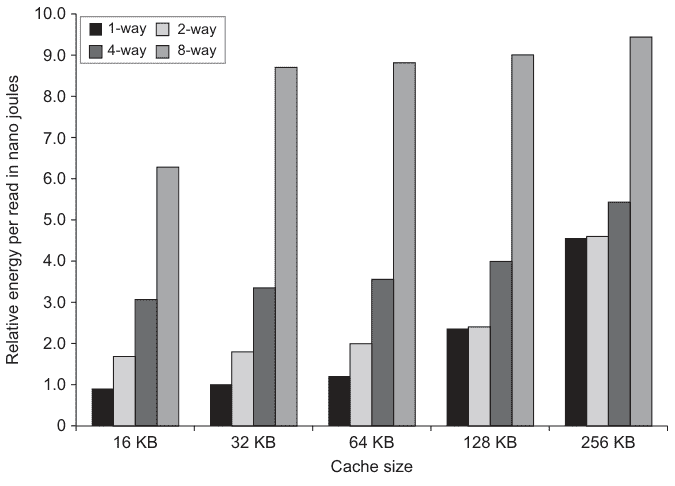 Relative energy per read in nano joules
10.0
9.0
8.0
7.0
6.0
5.0
4.0
3.0
2.0
1.0
0
1-way 2-way
4-way 8-way
16 KB 32 KB 64 KB 128 KB 256 KB
Cache size